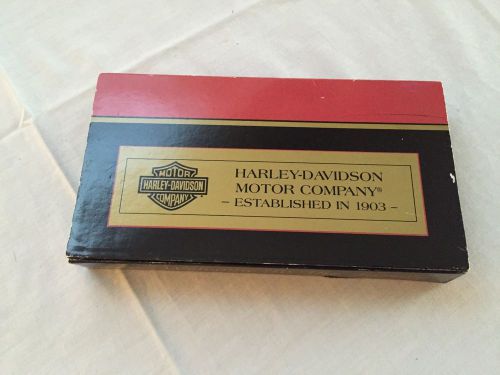 MOTOR
HARLEY-DAVIDSON
COMPANY
HARLEY-DAVIDSON
MOTOR COMPANY®
– ESTABLISHED IN 1903 –